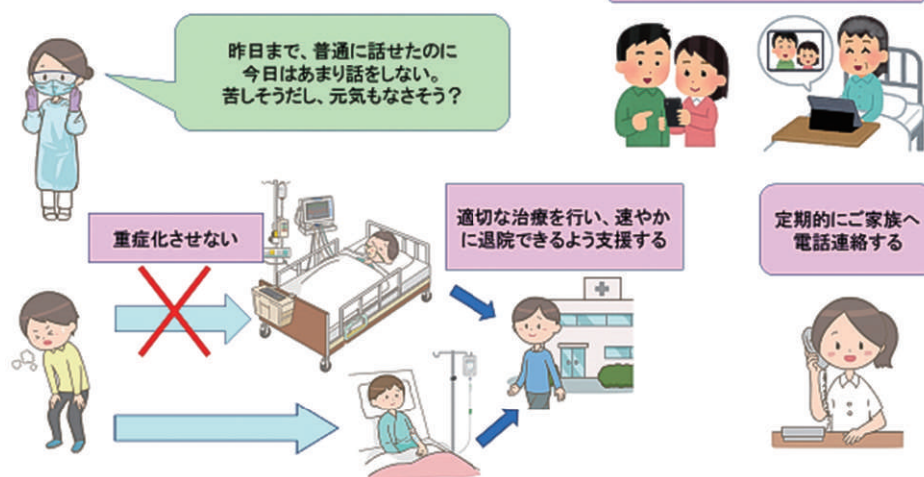 昨日まで、普通に話せたのに
今日はあまり話をしない。
苦しそうだし、元気もなさそう？
重症化させない
適切な治療を行い、速やか
に退院できるよう支援する
定期的にご家族へ
電話連絡する